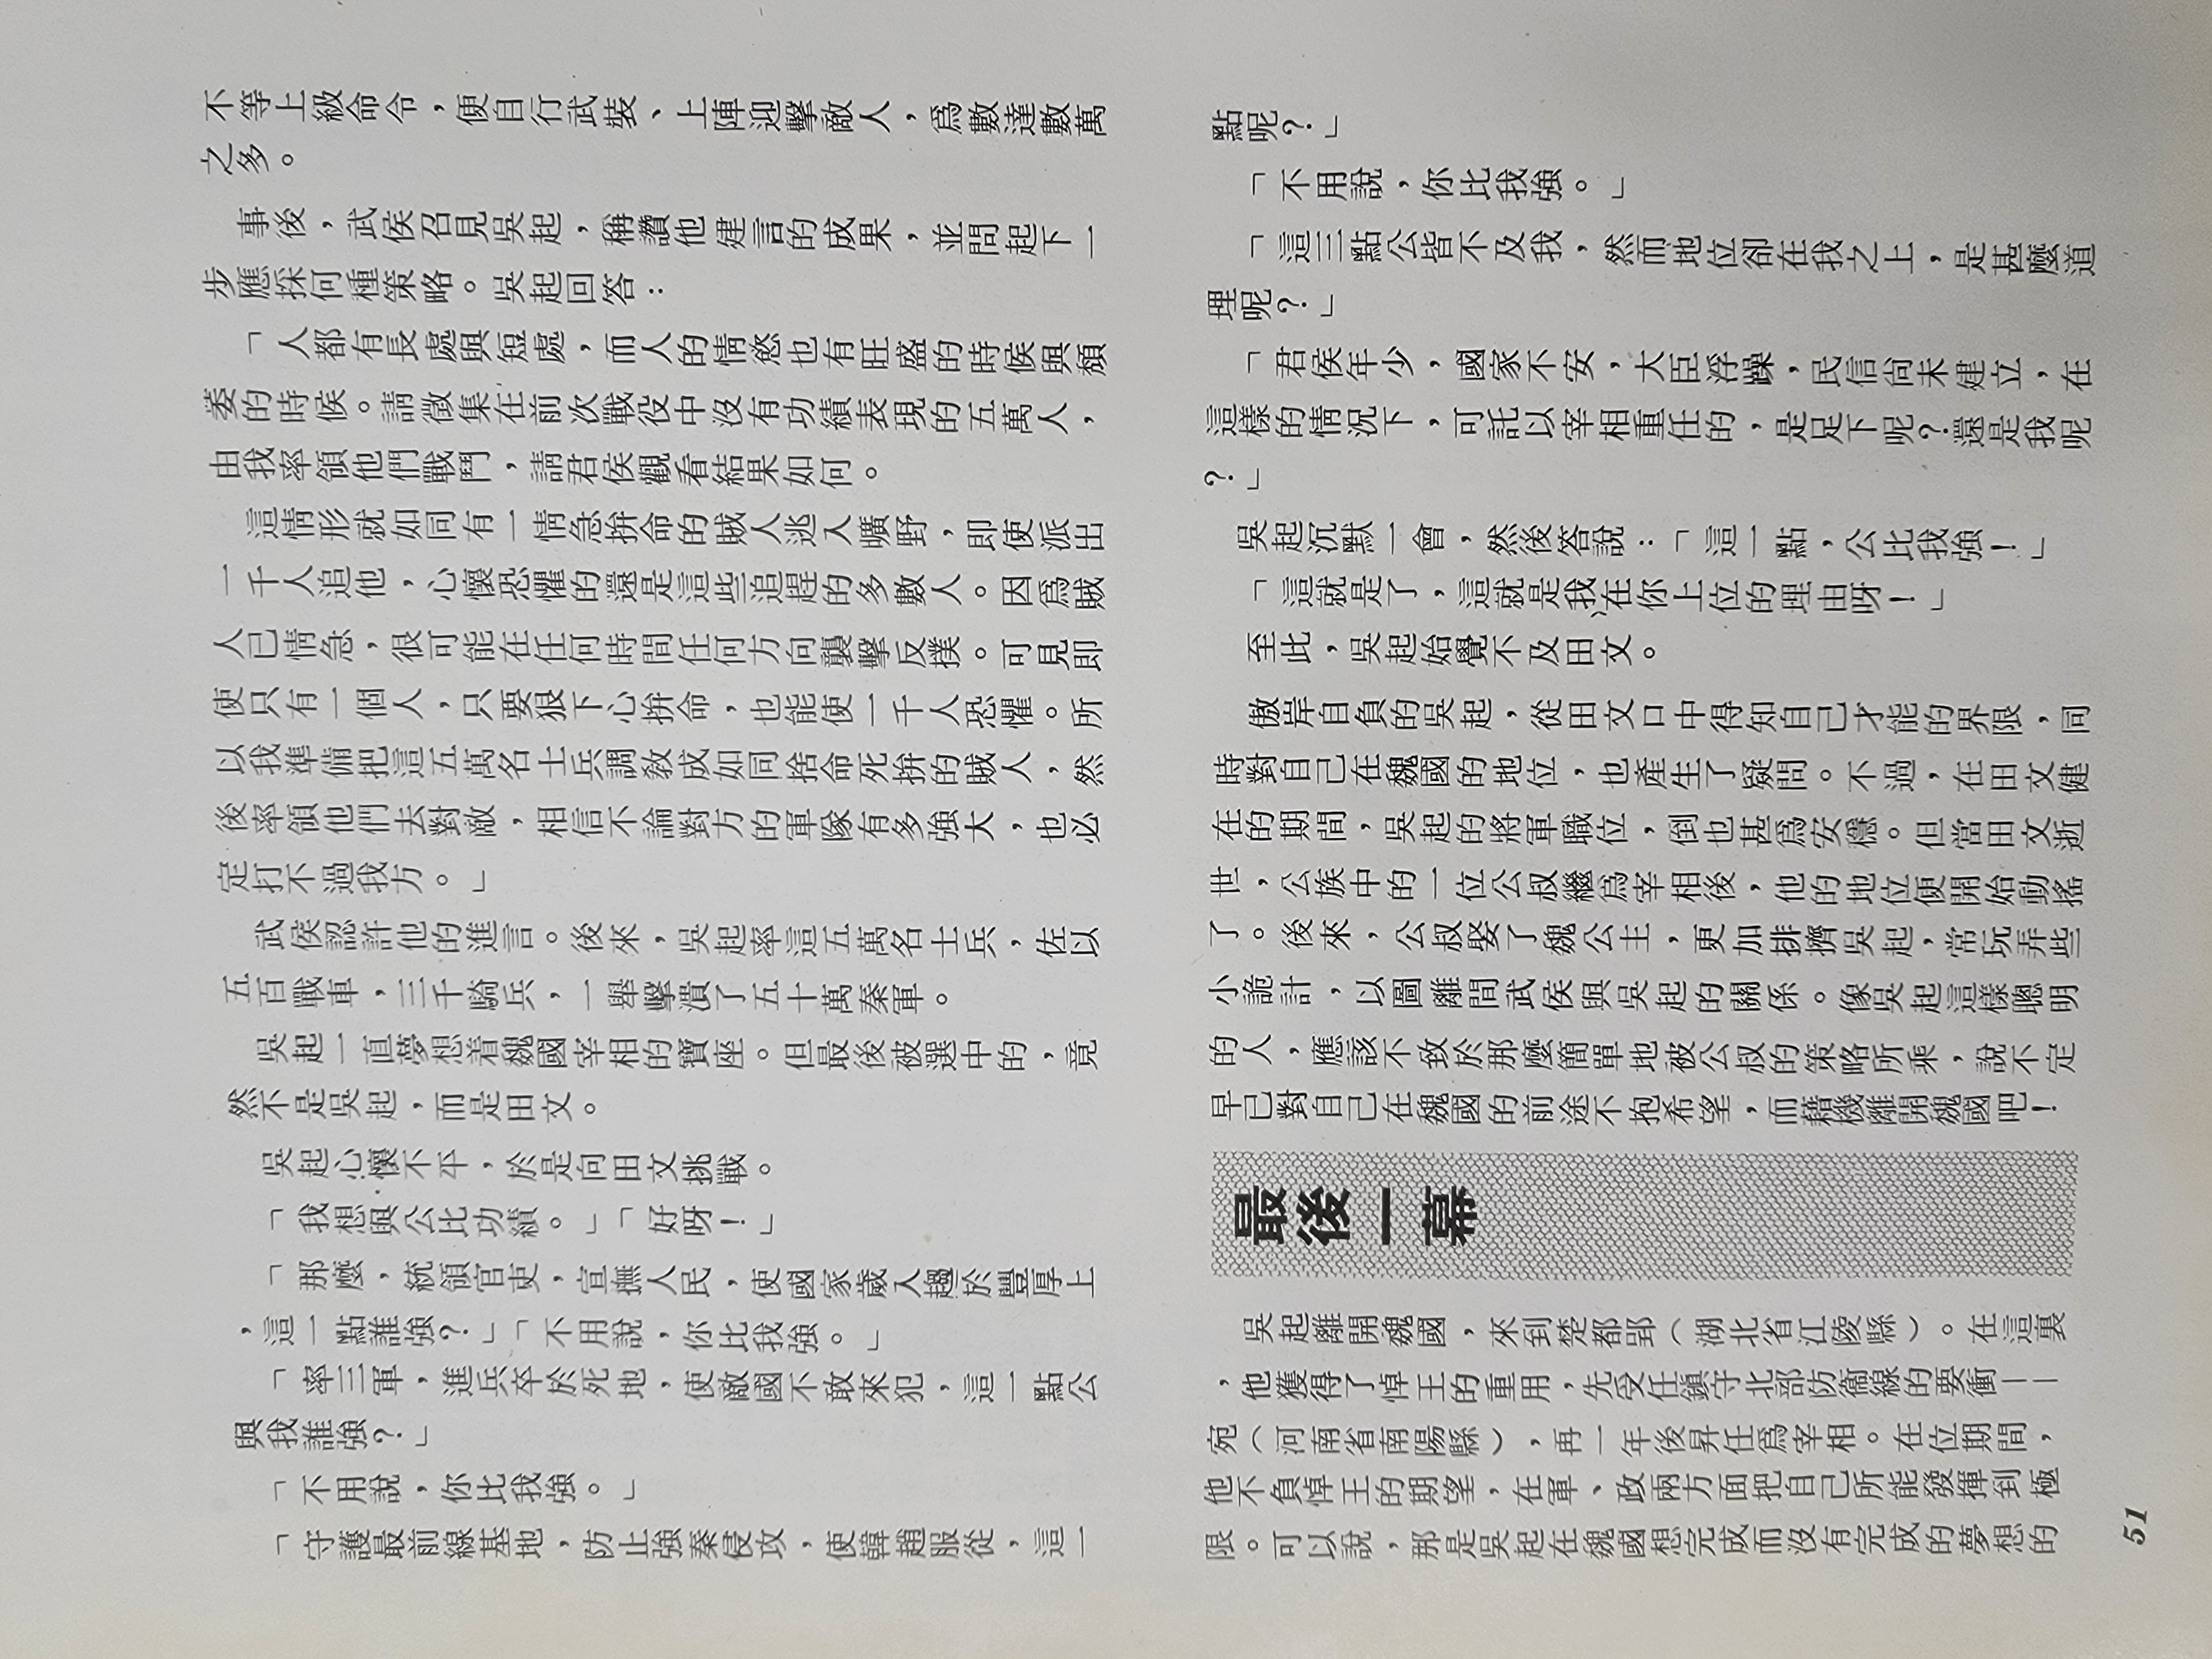 不等上級命令，便自行武裝、上陣迎擊敵人，爲數達數萬
之多。
事後，武侯召見吳起，稱讚他建言的成果，並問起下一
步應採何種策略。吳起回答：
「人都有長處與短處，而人的情慾也有旺盛的時候與頹
萎的時候。請徵集在前次戰役中沒有功績表現的五萬人，
由我率領他們戰鬥，請君侯觀看結果如何。
這情形就如同有一情急拚命的賊人逃入曠野，即使派出
一千人追他，心懷恐懼的還是這些追趕的多數人。因爲賊
人已情急，很可能在任何時間任何方向襲擊反撲。可見即
使只有一個人，只要狠下心拚命，也能使一千人恐懼。所
以我準備把這五萬名士兵調敎成如同捨命死拚的賊人，然
後率領他們去對敵，相信不論對方的軍隊有多強大，也必
定打不過我方。」
武侯認許他的進言。後來，吳起率這五萬名士兵，佐以
五百戰車，三千騎兵，一舉擊潰了五十萬秦軍。
吳起一直夢想着魏國宰相的寶座。但最後被選中的，竟
然不是吳起，而是田文。
吳起心懷不平，於是向田文挑戰。
「我想與公比功績。」「好呀！」
「那麼，統領官吏，宣撫人民，使國家歲入趨於豐厚上
，這一點誰強？」「不用說，你比我強。」
「率三軍，進兵卒於死地，使敵國不敢來犯，這一點公
與我誰強？」
「不用說，你比我強。」
「守護最前線基地，防止強秦侵攻，使韓趙服從，這一
點呢？」
「不用說，你比我強。」
「這三點公皆不及我，然而地位卻在我之上，是甚麼道
理呢？」
「君侯年少，國家不安，大臣浮躁，民信尙未建立，在
這樣的情況下，可託以宰相重任的，是足下呢？還是我呢
？」
吳起沉默一會，然後答說：「這一點，公比我強！」
「這就是了，這就是我在你上位的理由呀！」
至此，吳起始覺不及田文。
傲岸自負的吳起，從田文口中得知自己才能的界限，同
時對自己在魏國的地位，也產生了疑問。不過，在田文健
在的期間，吳起的將軍職位，倒也甚爲安穩。但當田文逝
世，公族中的一位公叔繼爲宰相後，他的地位便開始動搖
了。後來，公叔娶了魏公主，更加排擠吳起，常玩弄些
小詭計，以圖離間武侯與吳起的關係。像吳起這樣聰明
的人，應該不致於那麼簡單地被公叔的策略所乘，說不定
早已對自己在魏國的前途不抱希望，而藉機離開魏國吧！
最後一幕
吳起離開魏國，來到楚都郢（湖北省江陵縣）。在這裏
，他獲得了悼王的重用，先受任鎮守北部防衞線的要衝——
宛（河南省南陽縣），再一年後昇任爲宰相。在位期間，
他不負悼王的期望，在軍、政兩方面把自己所能發揮到極
限。可以說，那是吳起在魏國想完成而沒有完成的夢想的
51